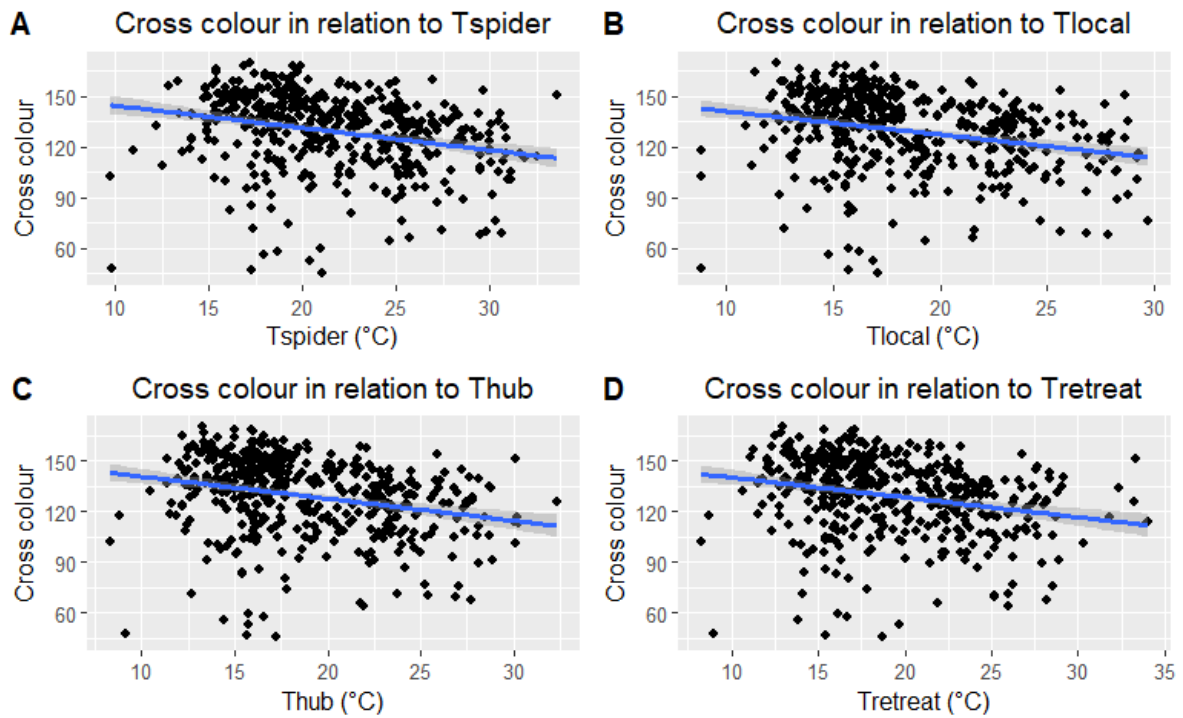 A Cross colour in relation to Tspider
Cross colour
150
120
90
60
10 15 20 25 30
Tspider (°C)
B Cross colour in relation to Tlocal
Cross colour
150
120
90
60
10 15 20 25 30
Tlocal (°C)
C Cross colour in relation to Thub
Cross colour
150
120
90
60
10 15 20 25 30
Thub (°C)
D Cross colour in relation to Tretreat
Cross colour
150
120
90
60
10 15 20 25 30 35
Tretreat (°C)